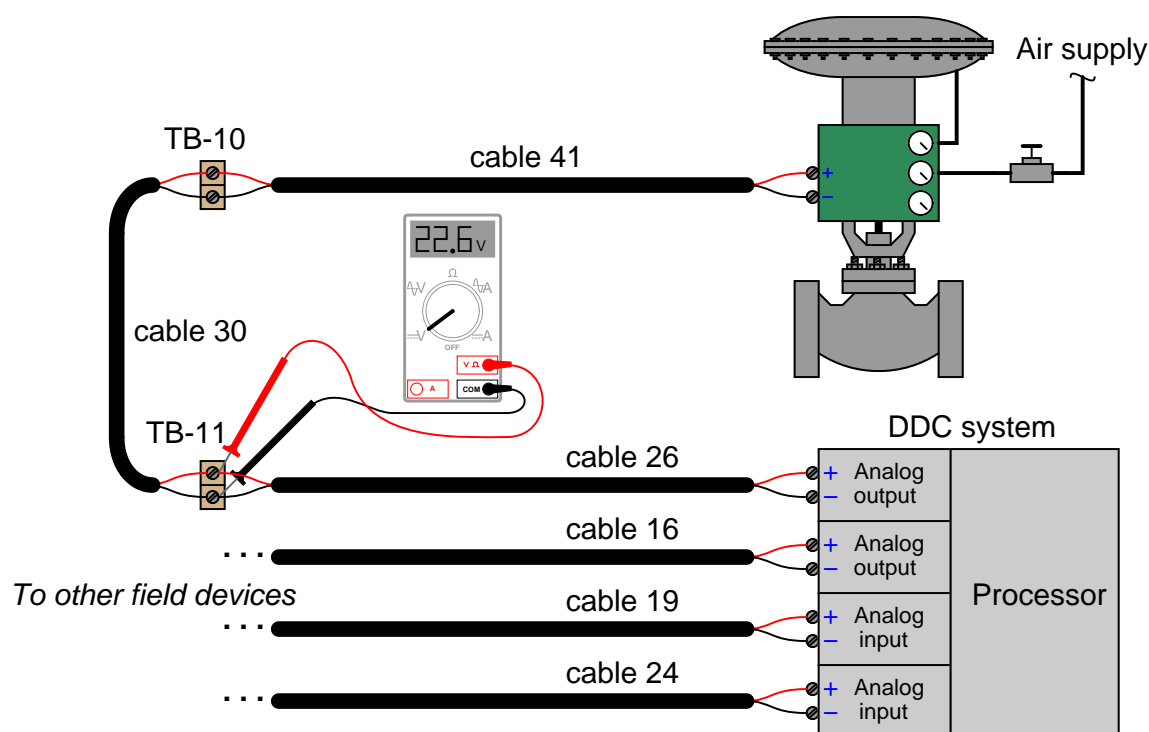 Air supply
TB-10
cable 41
+
−
22.6 V
Ω
V
A
V
A
OFF
cable 30
V Ω
A
COM
TB-11
DDC system
cable 26
+ Analog
− output
cable 16
+ Analog
− output
To other field devices
. . .
cable 19
+ Analog
− input
. . .
Processor
cable 24
+ Analog
− input
. . .